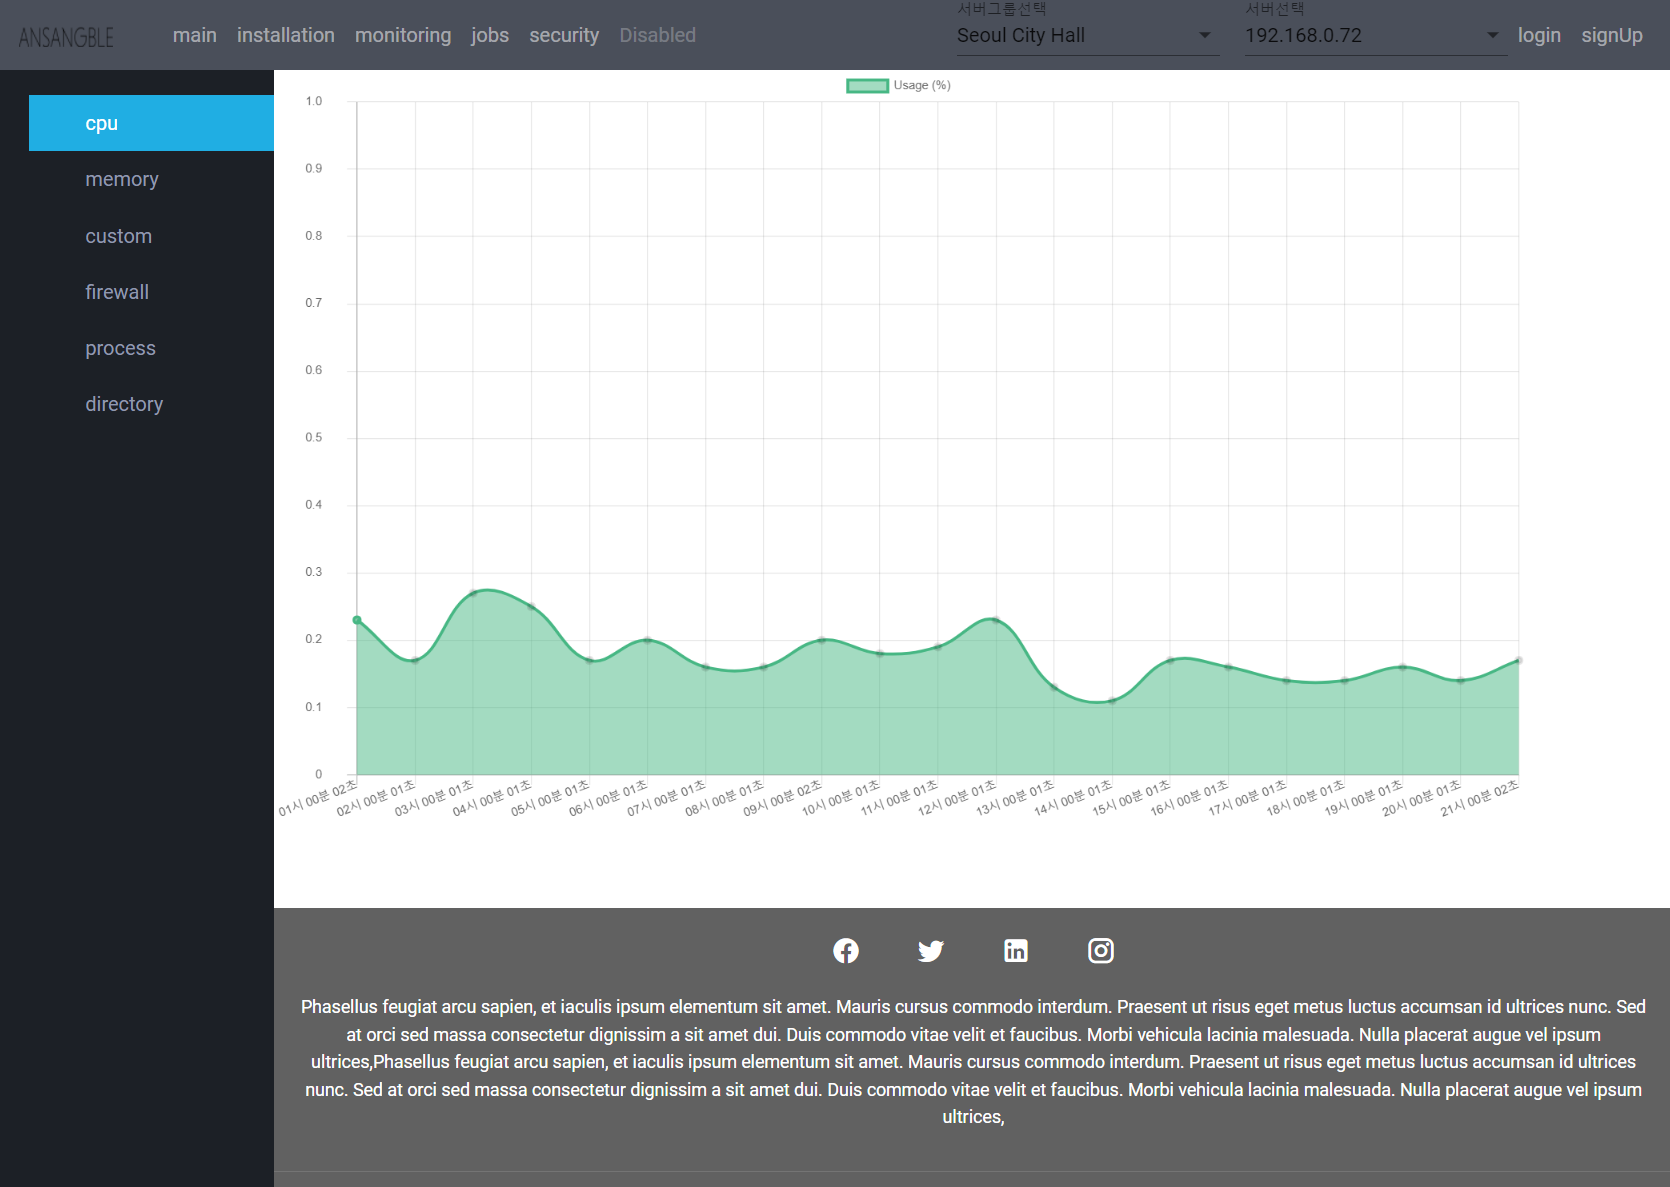 ANSANGBLE
main installation monitoring jobs security Disabled
서버그룹선택
Seoul City Hall
서버선택
192.168.0.72
login signUp
cpu
memory
custom
firewall
process
directory
Usage (%)
1.0
0.9
0.8
0.7
0.6
0.5
0.4
0.3
0.2
0.1
0
01시 00분 02초
02시 00분 01초
03시 00분 01초
04시 00분 01초
05시 00분 01초
06시 00분 01초
07시 00분 01초
08시 00분 01초
09시 00분 02초
10시 00분 01초
11시 00분 01초
12시 00분 01초
13시 00분 01초
14시 00분 01초
15시 00분 01초
16시 00분 01초
17시 00분 01초
18시 00분 01초
19시 00분 01초
20시 00분 01초
21시 00분 02초
Phasellus feugiat arcu sapien, et iaculis ipsum elementum sit amet. Mauris cursus commodo interdum. Praesent ut risus eget metus luctus accumsan id ultrices nunc. Sed
at orci sed massa consectetur dignissim a sit amet dui. Duis commodo vitae velit et faucibus. Morbi vehicula lacinia malesuada. Nulla placerat augue vel ipsum
ultrices,Phasellus feugiat arcu sapien, et iaculis ipsum elementum sit amet. Mauris cursus commodo interdum. Praesent ut risus eget metus luctus accumsan id ultrices
nunc. Sed at orci sed massa consectetur dignissim a sit amet dui. Duis commodo vitae velit et faucibus. Morbi vehicula lacinia malesuada. Nulla placerat augue vel ipsum
ultrices,